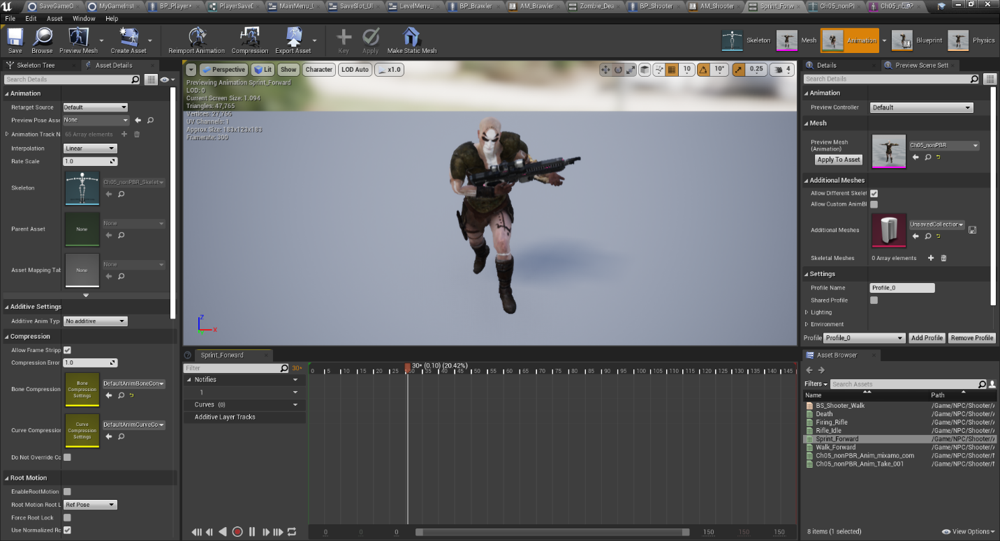 SaveGameO
MyGameInst
BP_Player*
PlayerSaveD
MainMenu_U
SaveSlot_UI
LevelMenu_
BP_Brawler
AM_Brawler
Zombie_Dea
BP_Shooter
AM_Shooter
Sprint_Forw
Ch05_nonPI
File Edit Asset Window Help
Save Browse Preview Mesh Create Asset Reimport Animation Compression Export Asset Key Apply Make Static Mesh
Skeleton Mesh Animation Blueprint Physics
Skeleton Tree Asset Details
Search Details
Animation
Retarget Source Default
Preview Pose Asse None
Animation Track N 65 Array elements
Interpolation Linear
Rate Scale 1.0
Skeleton Ch05_nonPBR_Skelet
Parent Asset None None
Asset Mapping Tab None None
Additive Settings
Additive Anim Typ No additive
Compression
Allow Frame Stripp
Compression Error 1.0
Bone Compression Bone Compression Settings DefaultAnimBoneCon
Curve Compression Curve Compression Settings DefaultAnimCurveCo
Do Not Override Co
Root Motion
EnableRootMotion
Root Motion Root L Ref Pose
Force Root Lock
Use Normalized Ro
Perspective Lit Show Character LOD Auto x1.0
10 10° 0.25 4
Previewing Animation Sprint_Forward
LOD: 0
Current Screen Size: 1.094
Triangles: 47,765
Vertices: 27,766
UV Channels: 1
Approx Size: 183x123x183
Framerate: 300
Z
X
Sprint_Forward
Filter 30*
30* (0.10) (20.42%)
0 5 10 15 20 25 30 35 40 45 50 55 60 65 70 75 80 85 90 95 100 105 110 115 120 125 130 135 140 145
Notifies
1
Curves (0)
Additive Layer Tracks
0 0 0 150 150 150
Details Preview Scene Sett
Search Details
Animation
Preview Controller Default
Mesh
Preview Mesh (Animation) Ch05_nonPBR
Apply To Asset
Additional Meshes
Allow Different Skelet
Allow Custom AnimBl
Additional Meshes UnsavedCollection
Skeletal Meshes 0 Array elements
Settings
Profile Name Profile_0
Shared Profile
Lighting
Environment
Profile Profile_0 Add Profile Remove Profile
Asset Browser
Filters Search Assets
Name Path
BS_Shooter_Walk /Game/NPC/Shooter/A
Death /Game/NPC/Shooter/A
Firing_Rifle /Game/NPC/Shooter/A
Rifle_Idle /Game/NPC/Shooter/A
Sprint_Forward /Game/NPC/Shooter/A
Walk_Forward /Game/NPC/Shooter/A
Ch05_nonPBR_Anim_mixamo_com /Game/NPC/Shooter/M
Ch05_nonPBR_Anim_Take_001 /Game/NPC/Shooter/M
8 items (1 selected) View Options